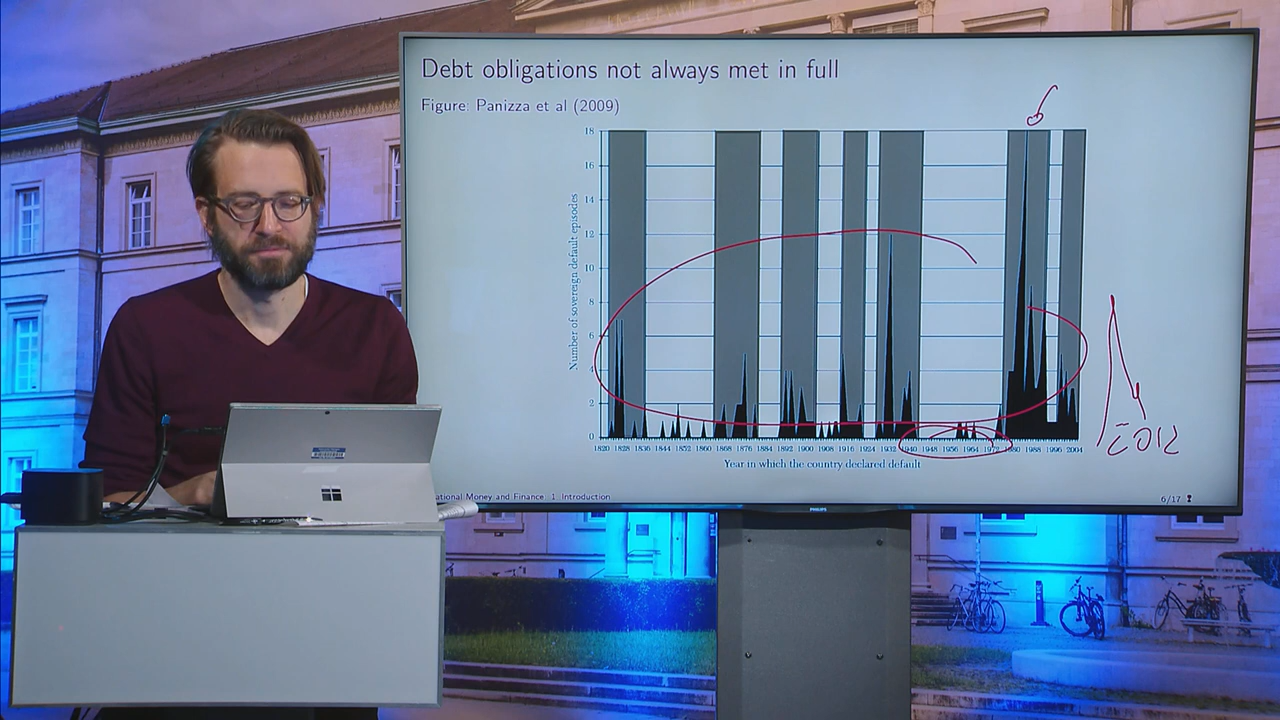 Debt obligations not always met in full
Figure: Panizza et al (2009)
18
16
14
12
10
8
6
4
2
0
Number of sovereign default episodes
1820 1828 1836 1844 1852 1860 1868 1876 1884 1892 1900 1908 1916 1924 1932 1940 1948 1956 1964 1972 1980 1988 1996 2004
Year in which the country declared default
2012
ational Money and Finance: 1 Introduction
6/17
PHILIPS